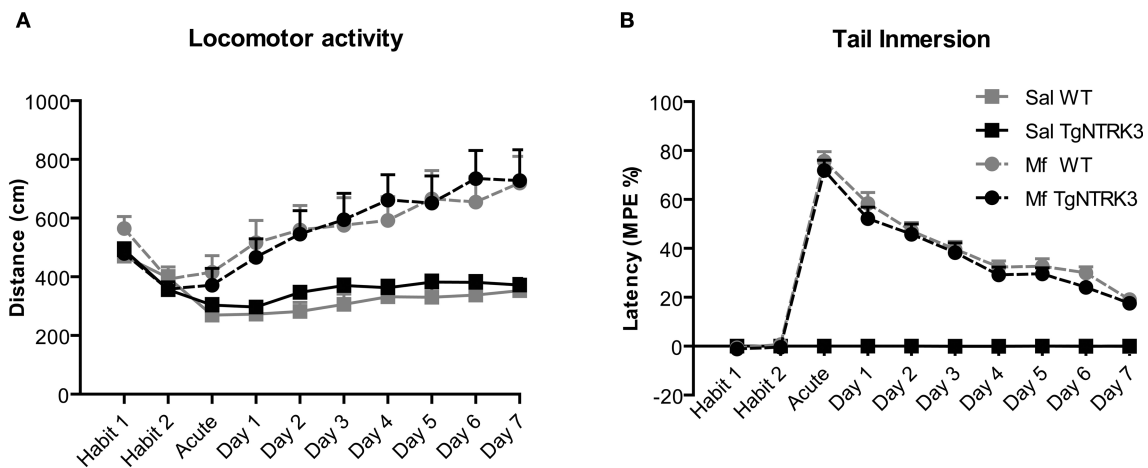 A
Locomotor activity
Distance (cm)
1000
800
600
400
200
0
Habit 1
Habit 2
Acute
Day 1
Day 2
Day 3
Day 4
Day 5
Day 6
Day 7
B
Tail Inmersion
Latency (MPE %)
100
80
60
40
20
0
-20
Habit 1
Habit 2
Acute
Day 1
Day 2
Day 3
Day 4
Day 5
Day 6
Day 7
Sal WT
Sal TgNTRK3
Mf WT
Mf TgNTRK3